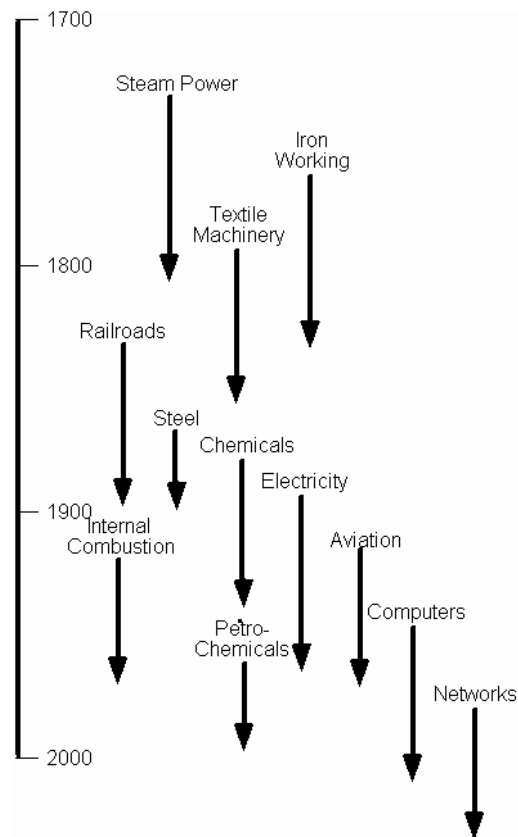 1700
Steam Power
Iron
Working
Textile
Machinery
1800
Railroads
Steel
Chemicals
Electricity
1900
Internal
Combustion
Aviation
Computers
Petro-
Chemicals
Networks
2000